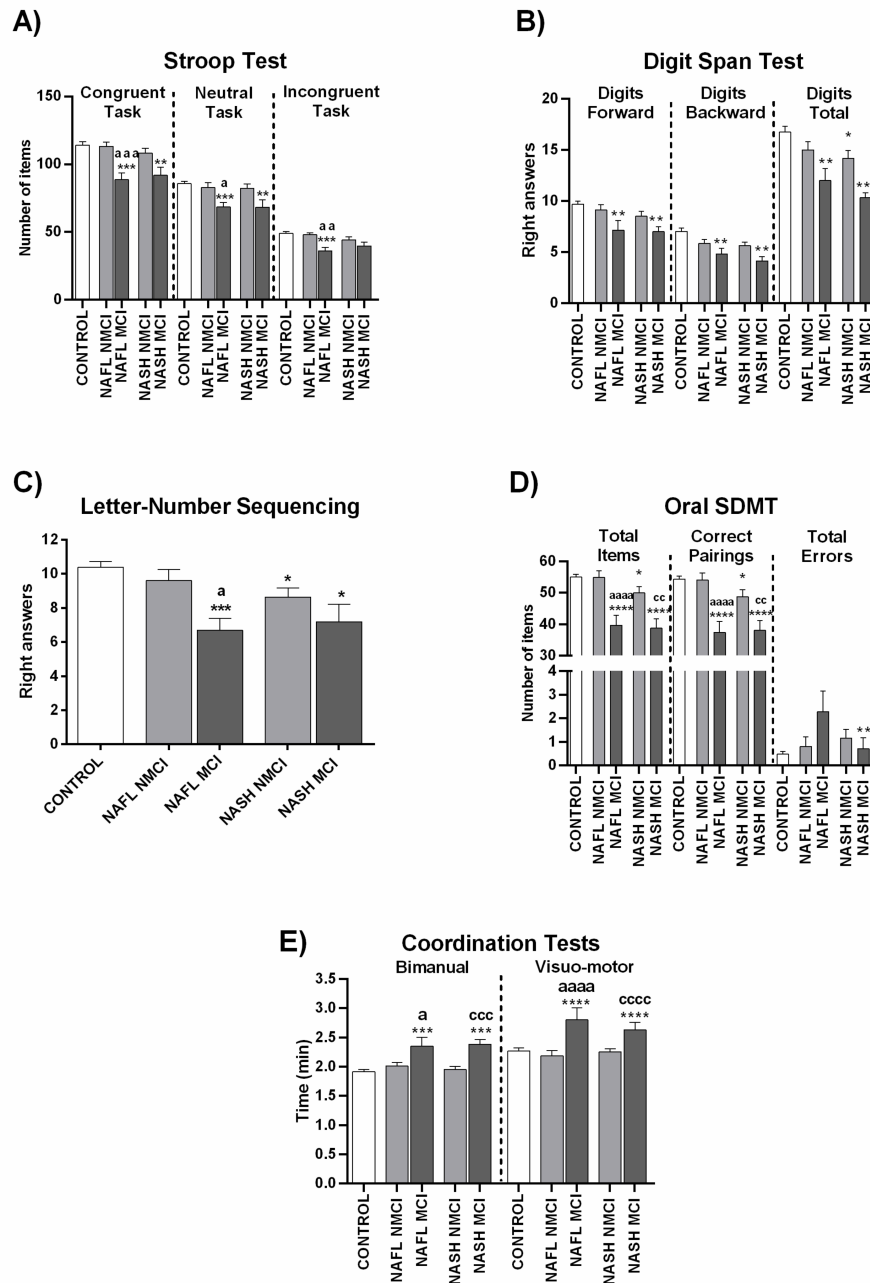 A)
Stroop Test
Congruent Task
Neutral Task
Incongruent Task
Number of items
150
100
50
0
aaa
***
**
a
***
**
aa
***
CONTROL
NAFL NMCI
NAFL MCI
NASH NMCI
NASH MCI
CONTROL
NAFL NMCI
NAFL MCI
NASH NMCI
NASH MCI
CONTROL
NAFL NMCI
NAFL MCI
NASH NMCI
NASH MCI
B)
Digit Span Test
Digits Forward
Digits Backward
Digits Total
Right answers
20
15
10
5
0
**
**
**
**
**
*
**
CONTROL
NAFL NMCI
NAFL MCI
NASH NMCI
NASH MCI
CONTROL
NAFL NMCI
NAFL MCI
NASH NMCI
NASH MCI
CONTROL
NAFL NMCI
NAFL MCI
NASH NMCI
NASH MCI
C)
Letter-Number Sequencing
Right answers
12
10
8
6
4
2
0
a
***
*
*
CONTROL
NAFL NMCI
NAFL MCI
NASH NMCI
NASH MCI
D)
Oral SDMT
Total Items
Correct Pairings
Total Errors
Number of items
60
50
40
30
4
3
2
1
0
aaaa
****
*
cc
****
aaaa
****
*
cc
****
**
CONTROL
NAFL NMCI
NAFL MCI
NASH NMCI
NASH MCI
CONTROL
NAFL NMCI
NAFL MCI
NASH NMCI
NASH MCI
CONTROL
NAFL NMCI
NAFL MCI
NASH NMCI
NASH MCI
E)
Coordination Tests
Bimanual
Visuo-motor
Time (min)
3.5
3.0
2.5
2.0
1.5
1.0
0.5
0.0
a
***
ccc
***
aaaa
****
cccc
****
CONTROL
NAFL NMCI
NAFL MCI
NASH NMCI
NASH MCI
CONTROL
NAFL NMCI
NAFL MCI
NASH NMCI
NASH MCI